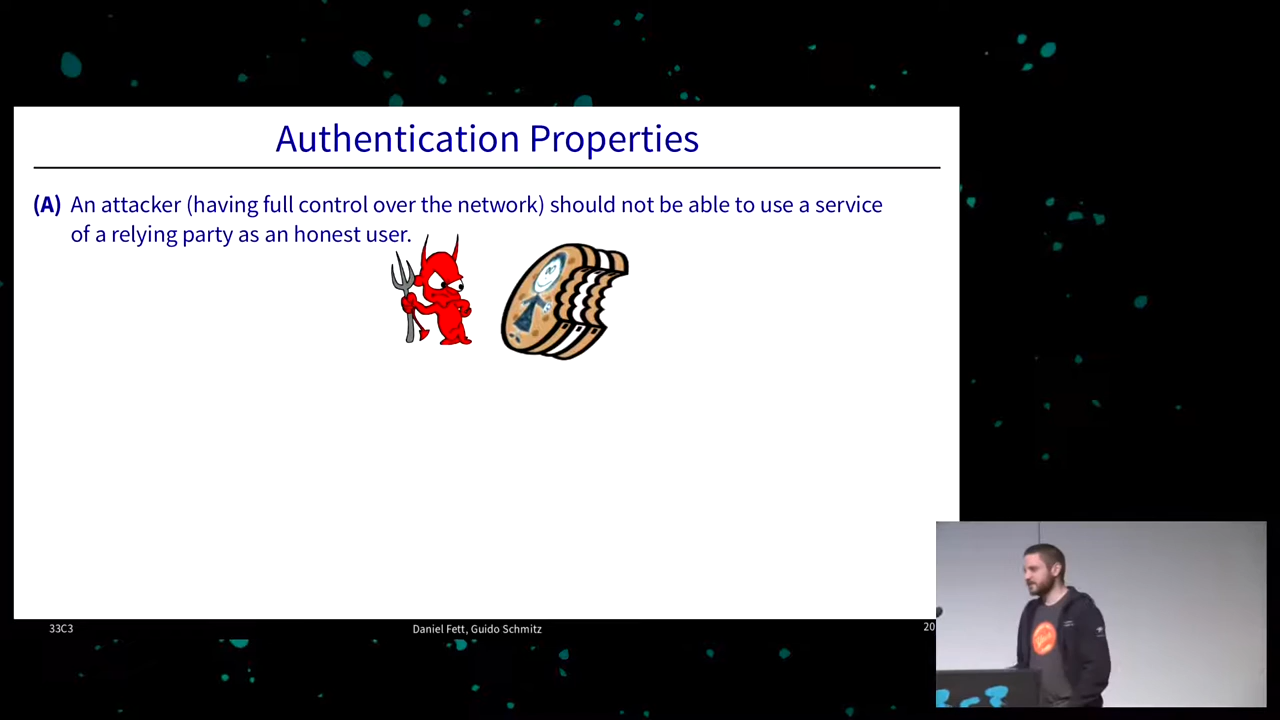 Authentication Properties
(A) An attacker (having full control over the network) should not be able to use a service
of a relying party as an honest user.
33C3
Daniel Fett, Guido Schmitz
20